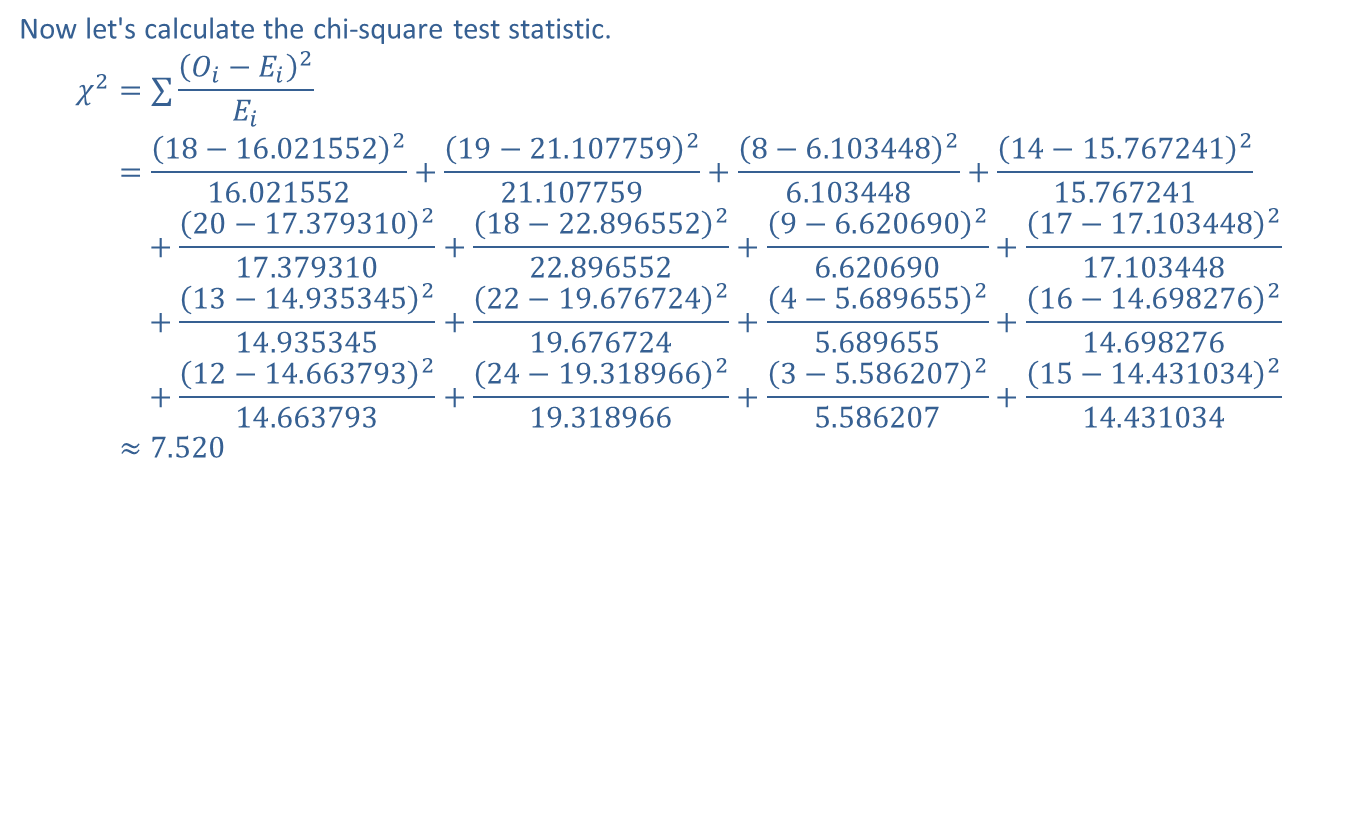 Now let's calculate the chi-square test statistic.
χ² = Σ (Oᵢ − Eᵢ)² / Eᵢ
= (18 − 16.021552)² / 16.021552 + (19 − 21.107759)² / 21.107759 + (8 − 6.103448)² / 6.103448 + (14 − 15.767241)² / 15.767241
+ (20 − 17.379310)² / 17.379310 + (18 − 22.896552)² / 22.896552 + (9 − 6.620690)² / 6.620690 + (17 − 17.103448)² / 17.103448
+ (13 − 14.935345)² / 14.935345 + (22 − 19.676724)² / 19.676724 + (4 − 5.689655)² / 5.689655 + (16 − 14.698276)² / 14.698276
+ (12 − 14.663793)² / 14.663793 + (24 − 19.318966)² / 19.318966 + (3 − 5.586207)² / 5.586207 + (15 − 14.431034)² / 14.431034
≈ 7.520